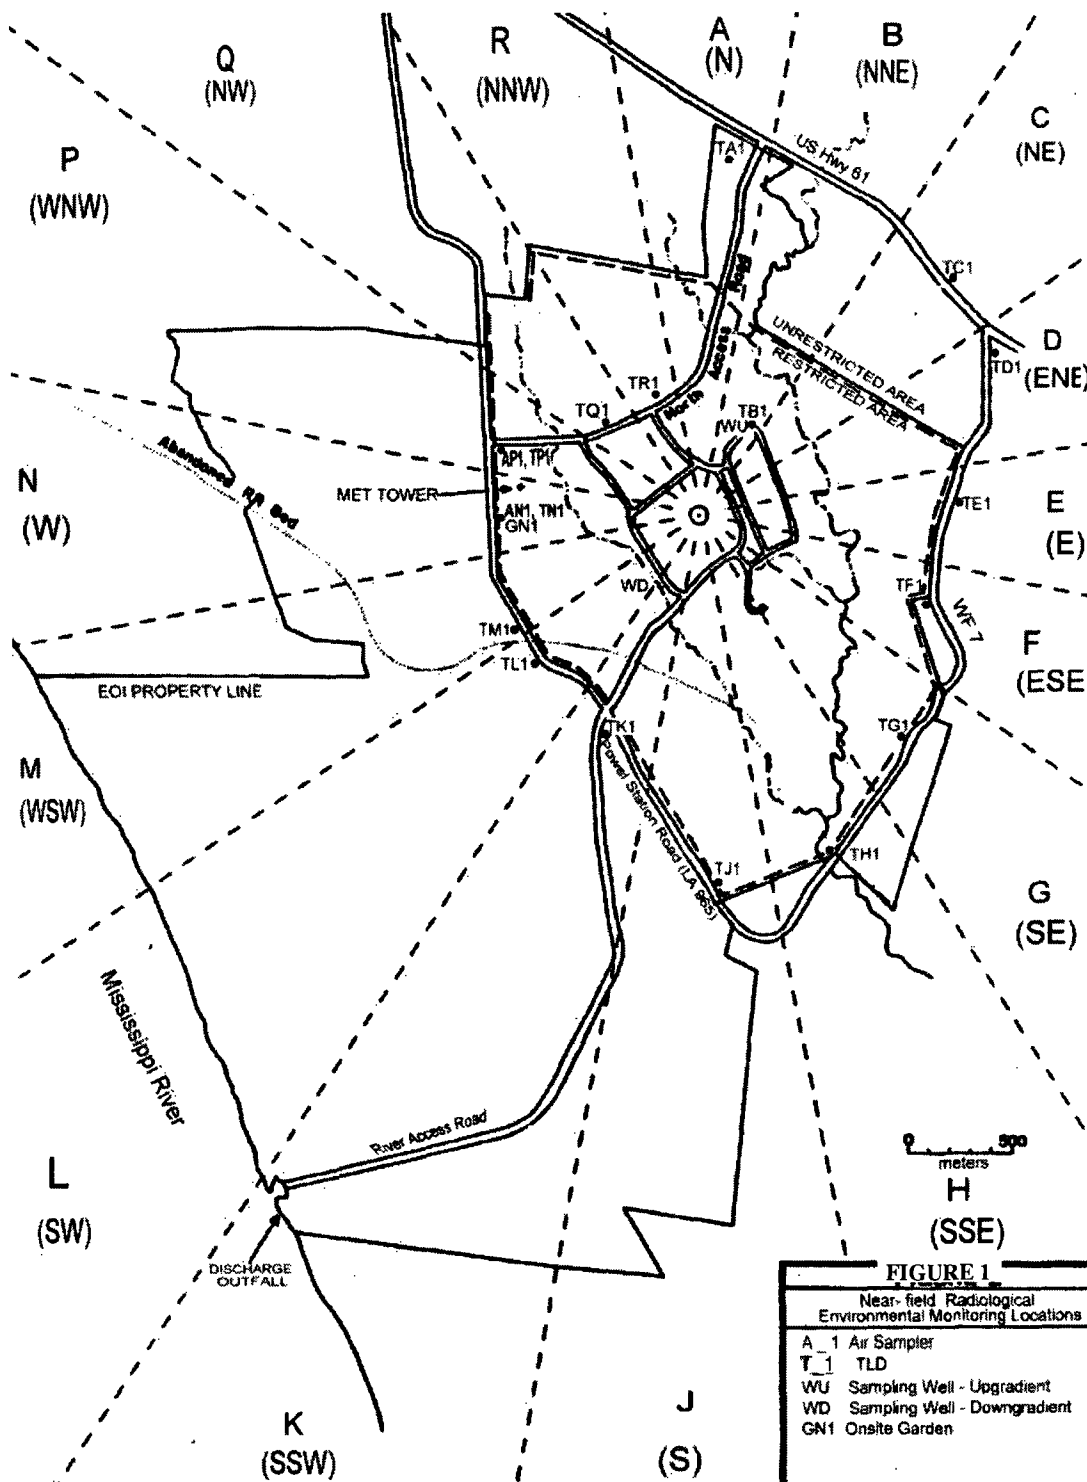 A
(N)
B
(NNE)
R
(NNW)
Q
(NW)
C
(NE)
P
(WNW)
US Hwy 61
TA1
TC1
North Access Road
UNRESTRICTED AREA
RESTRICTED AREA
D
(ENE)
TD1
TR1
TQ1
TB1
WU
Abandoned RR Bed
AP1, TP1
MET TOWER
AN1, TN1
GN1
N
(W)
E
(E)
TE1
WD
TF1
WF 7
TM1
TL1
F
(ESE
EOI PROPERTY LINE
TK1
TG1
M
(WSW)
Power Station Road (LA 965)
TJ1
TH1
G
(SE)
Mississippi River
River Access Road
0 500
meters
L
(SW)
H
(SSE)
DISCHARGE
OUTFALL
FIGURE 1
Near-field Radiological
Environmental Monitoring Locations
A _ 1 Air Sampler
T_1 TLD
WU Sampling Well - Upgradient
WD Sampling Well - Downgradient
GN1 Onsite Garden
J
(S)
K
(SSW)